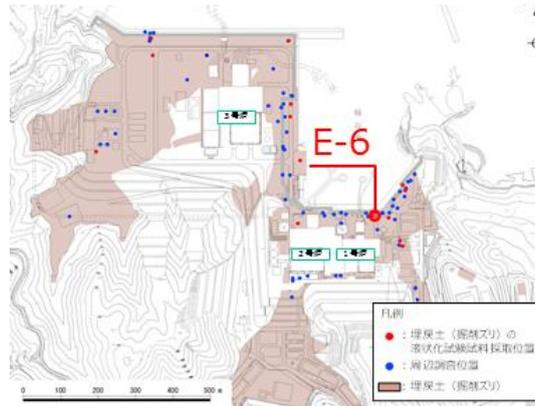 3号炉
E-6
2号炉
1号炉
凡例
：埋戻土（掘削ズリ）の
液状化試験試料採取位置
：周辺調査位置
：埋戻土（掘削ズリ）
0 100 200 300 400 500 m